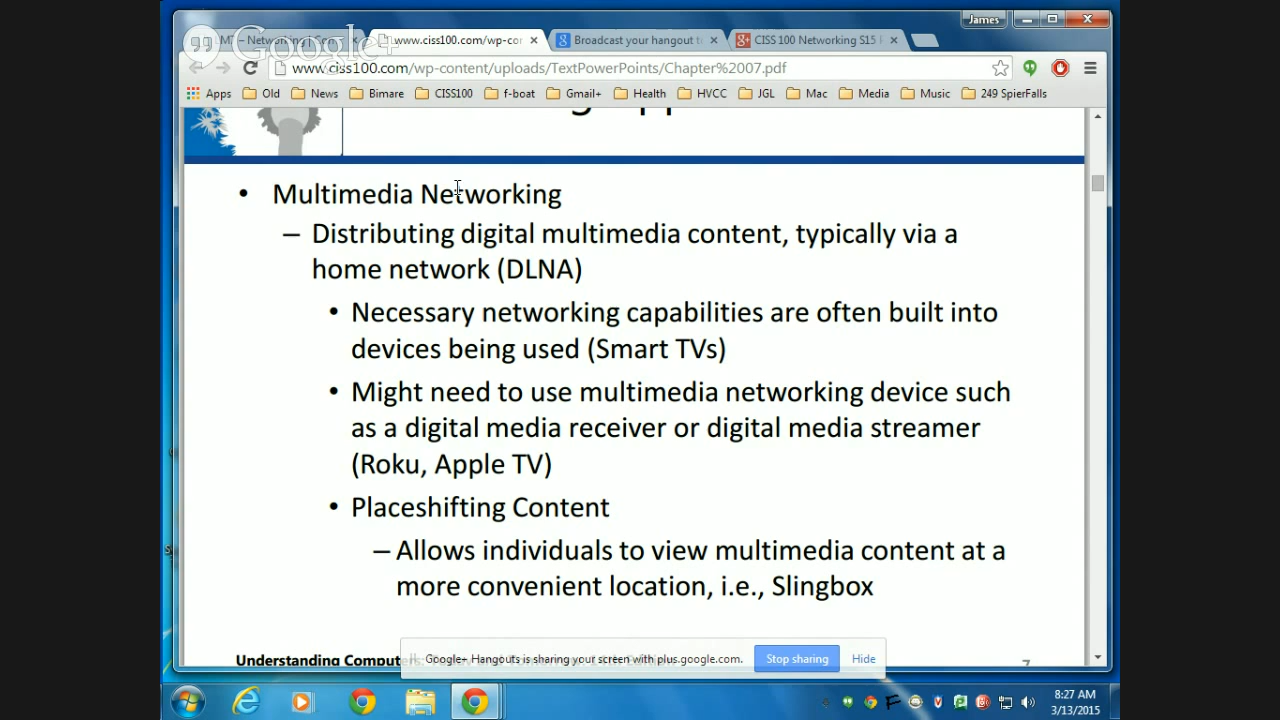 James
Google+
www.ciss100.com/wp-cor
Broadcast your hangout t
CISS 100 Networking S15
www.ciss100.com/wp-content/uploads/TextPowerPoints/Chapter%2007.pdf
Apps Old News Bimare CISS100 f-boat Gmail+ Health HVCC JGL Mac Media Music 249 SpierFalls
• Multimedia Networking
– Distributing digital multimedia content, typically via a
home network (DLNA)
• Necessary networking capabilities are often built into
devices being used (Smart TVs)
• Might need to use multimedia networking device such
as a digital media receiver or digital media streamer
(Roku, Apple TV)
• Placeshifting Content
– Allows individuals to view multimedia content at a
more convenient location, i.e., Slingbox
Understanding Computers:
Google+ Hangouts is sharing your screen with plus.google.com. Stop sharing Hide
7
8:27 AM
3/13/2015